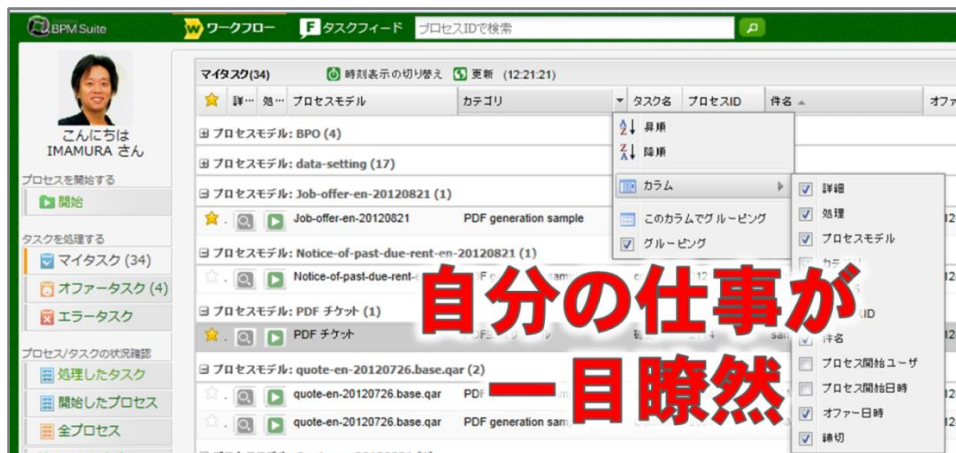 BPM Suite
ワークフロー
タスクフィード
プロセスIDで検索
こんにちは
IMAMURA さん
プロセスを開始する
開始
タスクを処理する
マイタスク (34)
オファータスク (4)
エラータスク
プロセス/タスクの状況確認
処理したタスク
開始したプロセス
全プロセス
マイタスク(34) 時刻表示の切り替え 更新 (12:21:21)
詳… 処… プロセスモデル カテゴリ タスク名 プロセスID 件名
プロセスモデル: BPO (4)
プロセスモデル: data-setting (17)
プロセスモデル: Job-offer-en-20120821 (1)
Job-offer-en-20120821 PDF generation sample
プロセスモデル: Notice-of-past-due-rent-en-20120821 (1)
プロセスモデル: PDF チケット (1)
PDF チケット
プロセスモデル: quote-en-20120726.base.qar (2)
quote-en-20120726.base.qar
quote-en-20120726.base.qar PDF generation
昇順
降順
カラム
このカラムでグルーピング
グルーピング
詳細
処理
プロセスモデル
件名
プロセス開始ユーザ
プロセス開始日時
オファー日時
締切
自分の仕事が
一目瞭然